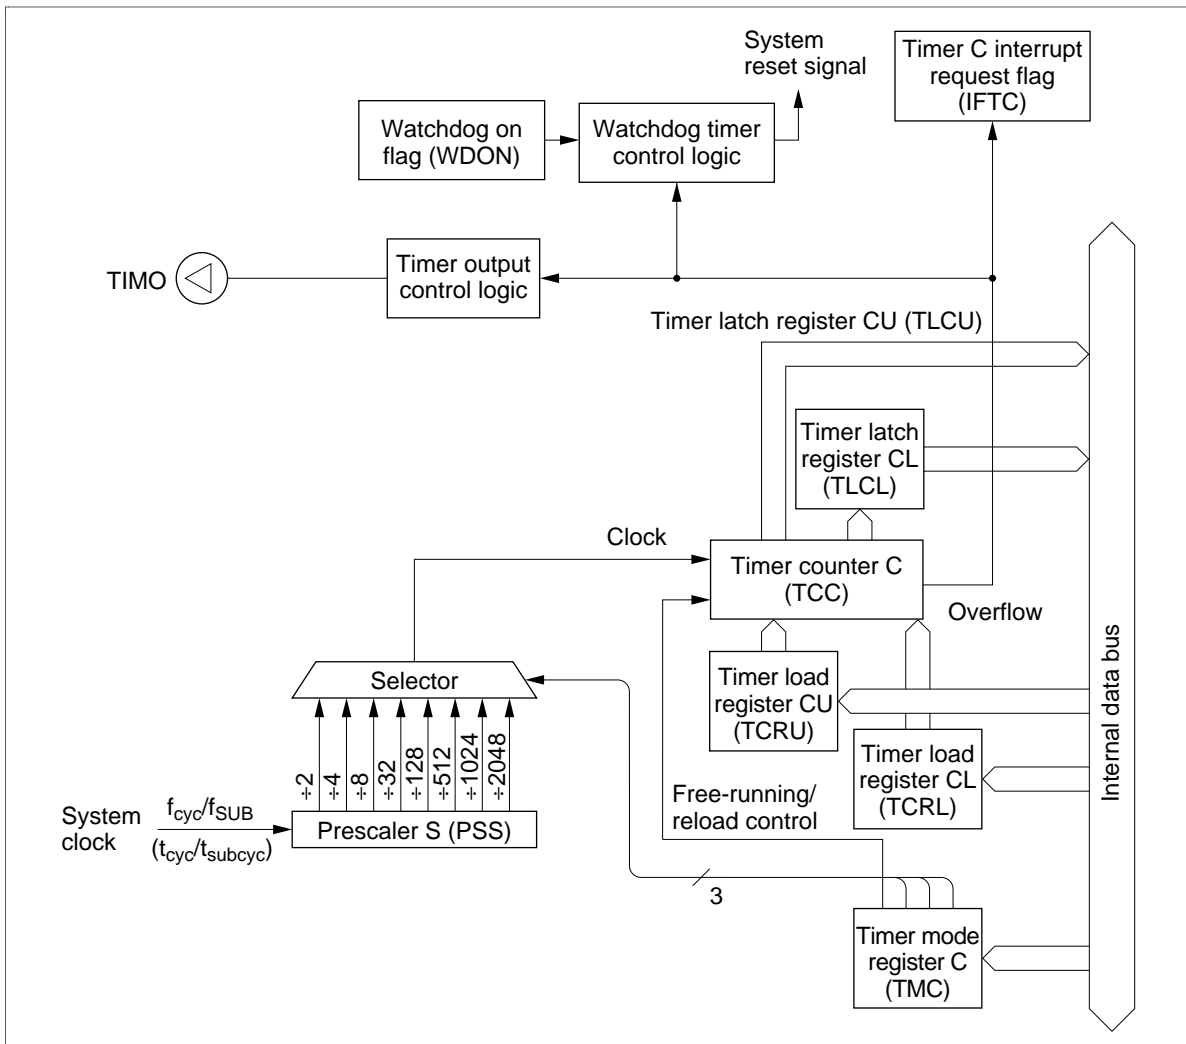 System
reset signal
Timer C interrupt
request flag
(IFTC)
Watchdog on
flag (WDON)
Watchdog timer
control logic
TIMO
Timer output
control logic
Timer latch register CU (TLCU)
Timer latch
register CL
(TLCL)
Clock
Timer counter C
(TCC)
Overflow
Selector
Timer load
register CU
(TCRU)
Timer load
register CL
(TCRL)
Internal data bus
÷2
÷4
÷8
÷32
÷128
÷512
÷1024
÷2048
System
clock
fcyc/fSUB
(tcyc/tsubcyc)
Prescaler S (PSS)
Free-running/
reload control
3
Timer mode
register C
(TMC)